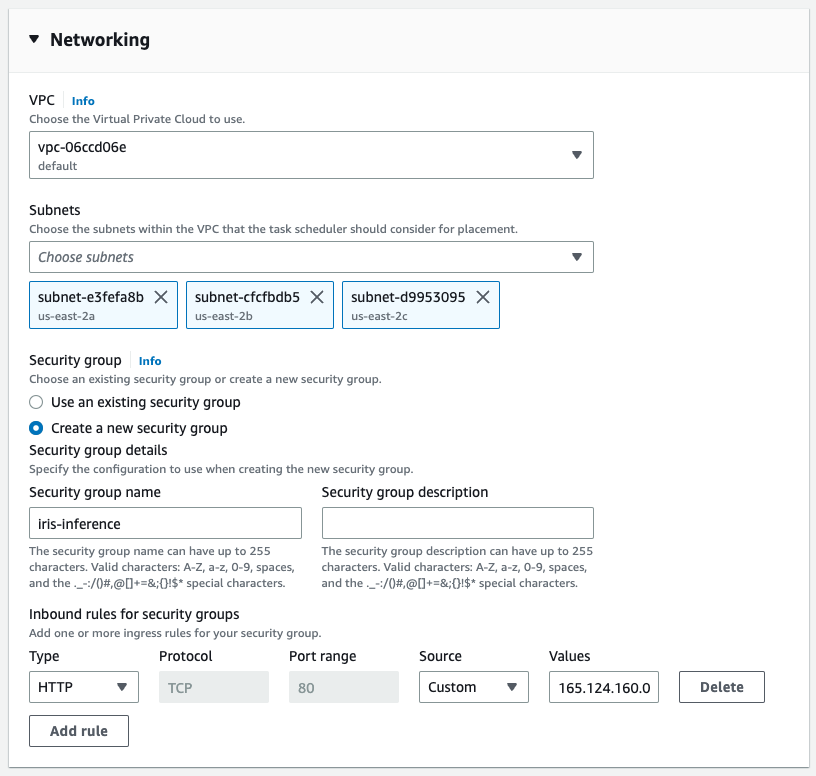 Networking
VPC Info
Choose the Virtual Private Cloud to use.
vpc-06ccd06e
default
Subnets
Choose the subnets within the VPC that the task scheduler should consider for placement.
Choose subnets
subnet-e3fefa8b subnet-cfcfbdb5 subnet-d9953095
us-east-2a us-east-2b us-east-2c
Security group Info
Choose an existing security group or create a new security group.
Use an existing security group
Create a new security group
Security group details
Specify the configuration to use when creating the new security group.
Security group name
iris-inference
The security group name can have up to 255
characters. Valid characters: A-Z, a-z, 0-9, spaces,
and the ._-:/()#,@[]+=&;{}!$* special characters.
Security group description
The security group description can have up to 255
characters. Valid characters: A-Z, a-z, 0-9, spaces,
and the ._-:/()#,@[]+=&;{}!$* special characters.
Inbound rules for security groups
Add one or more ingress rules for your security group.
Type Protocol Port range Source Values
HTTP TCP 80 Custom 165.124.160.0 Delete
Add rule